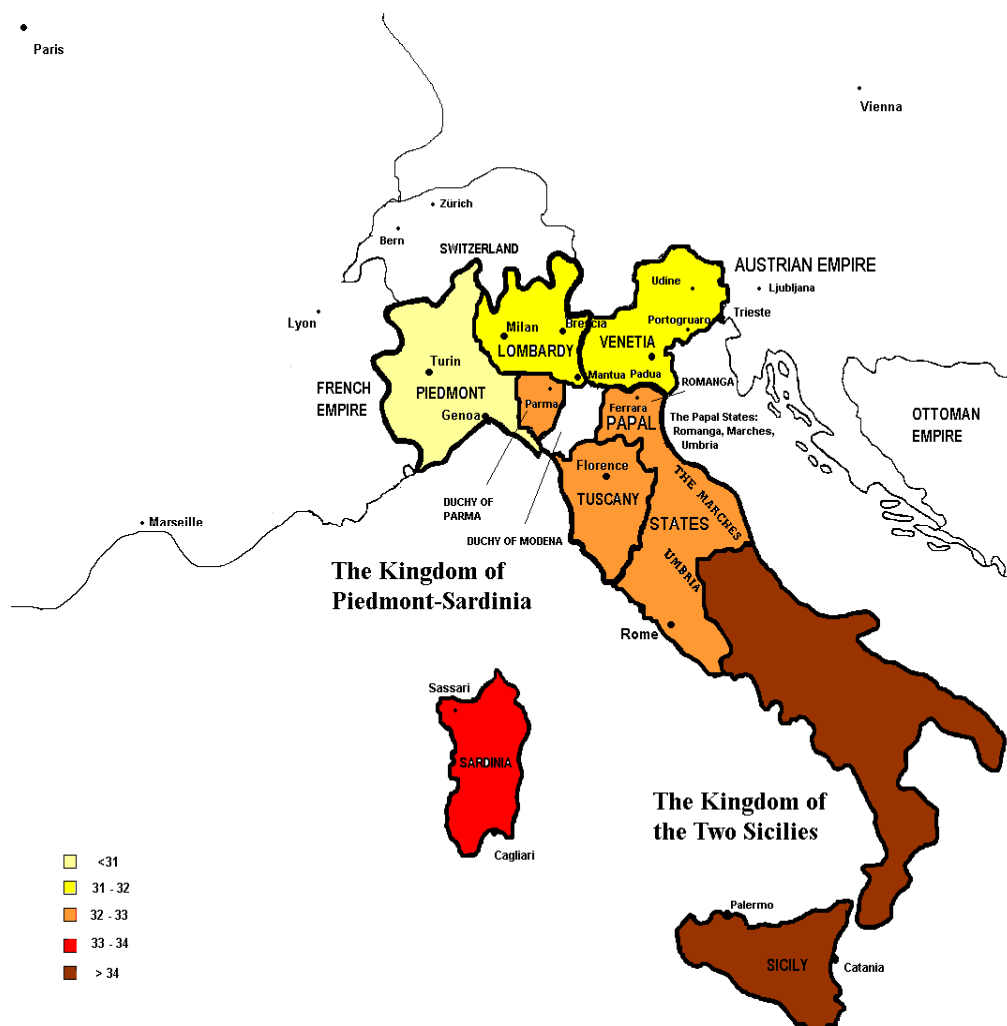 Paris
Vienna
Zürich
Bern
SWITZERLAND
AUSTRIAN EMPIRE
Udine
Ljubljana
Lyon
Portogruaro
Trieste
Milan
Brescia
LOMBARDY
VENETIA
Turin
Mantua
Padua
FRENCH
EMPIRE
PIEDMONT
ROMANGA
Parma
Ferrara
Genoa
PAPAL
The Papal States:
Romanga, Marches,
Umbria
OTTOMAN
EMPIRE
Florence
TUSCANY
THE MARCHES
DUCHY OF
PARMA
STATES
Marseille
DUCHY OF MODENA
UMBRIA
The Kingdom of
Piedmont-Sardinia
Rome
Sassari
SARDINIA
The Kingdom of
the Two Sicilies
Cagliari
<31
31 - 32
32 - 33
33 - 34
> 34
Palermo
SICILY
Catania